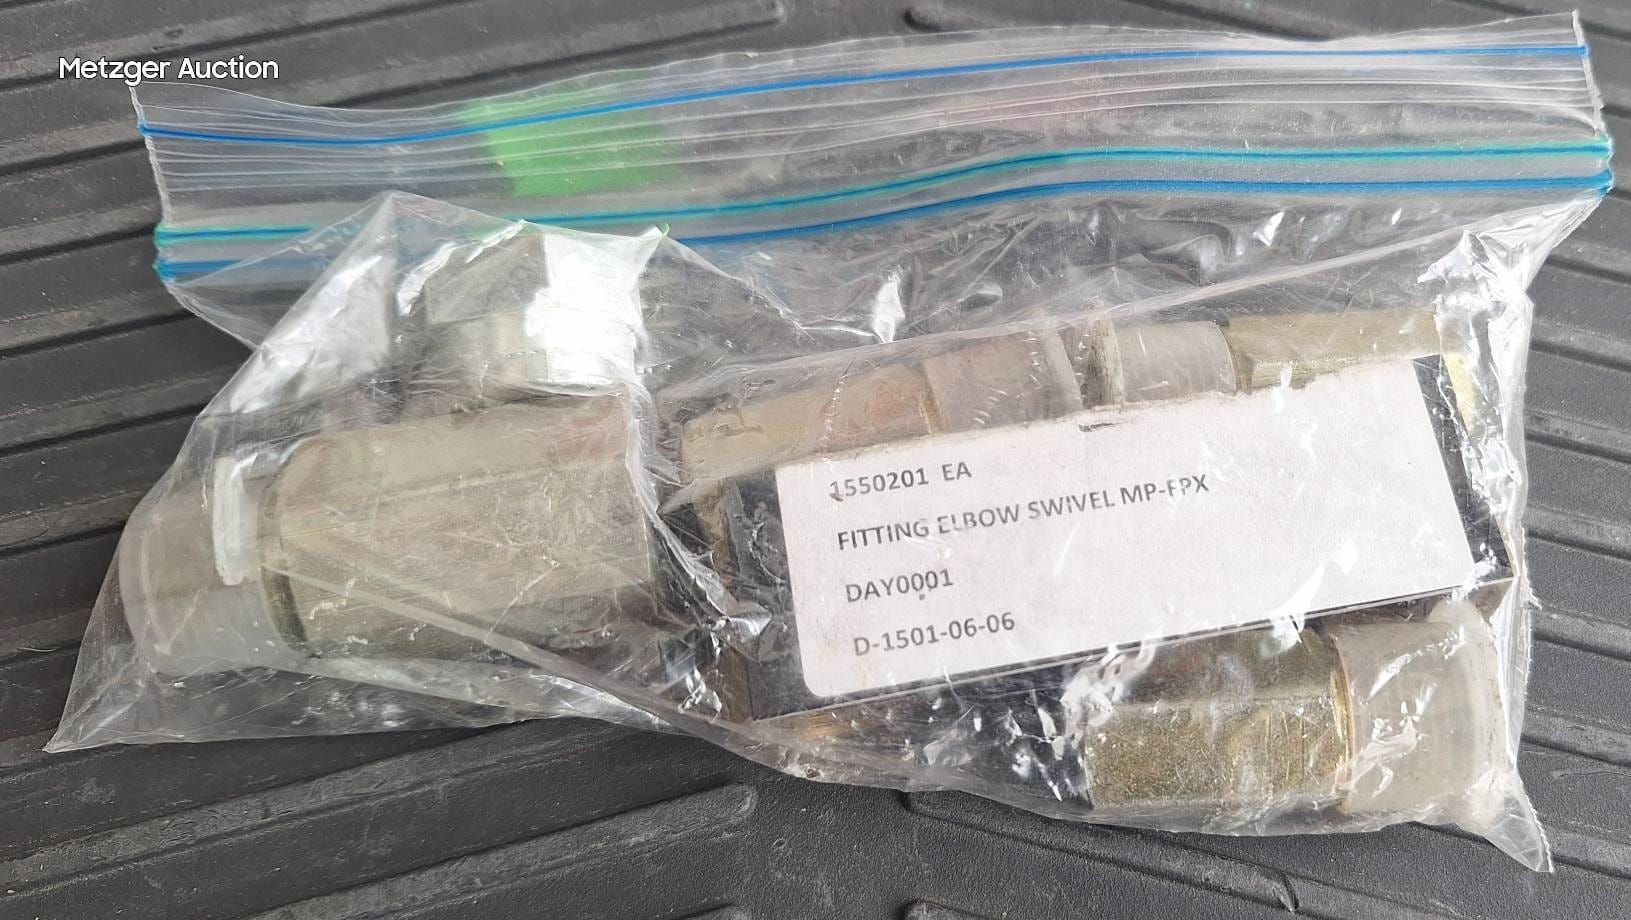 Metzger Auction
1550201 EA
FITTING ELBOW SWIVEL MP-FPX
DAY0001
D-1501-06-06